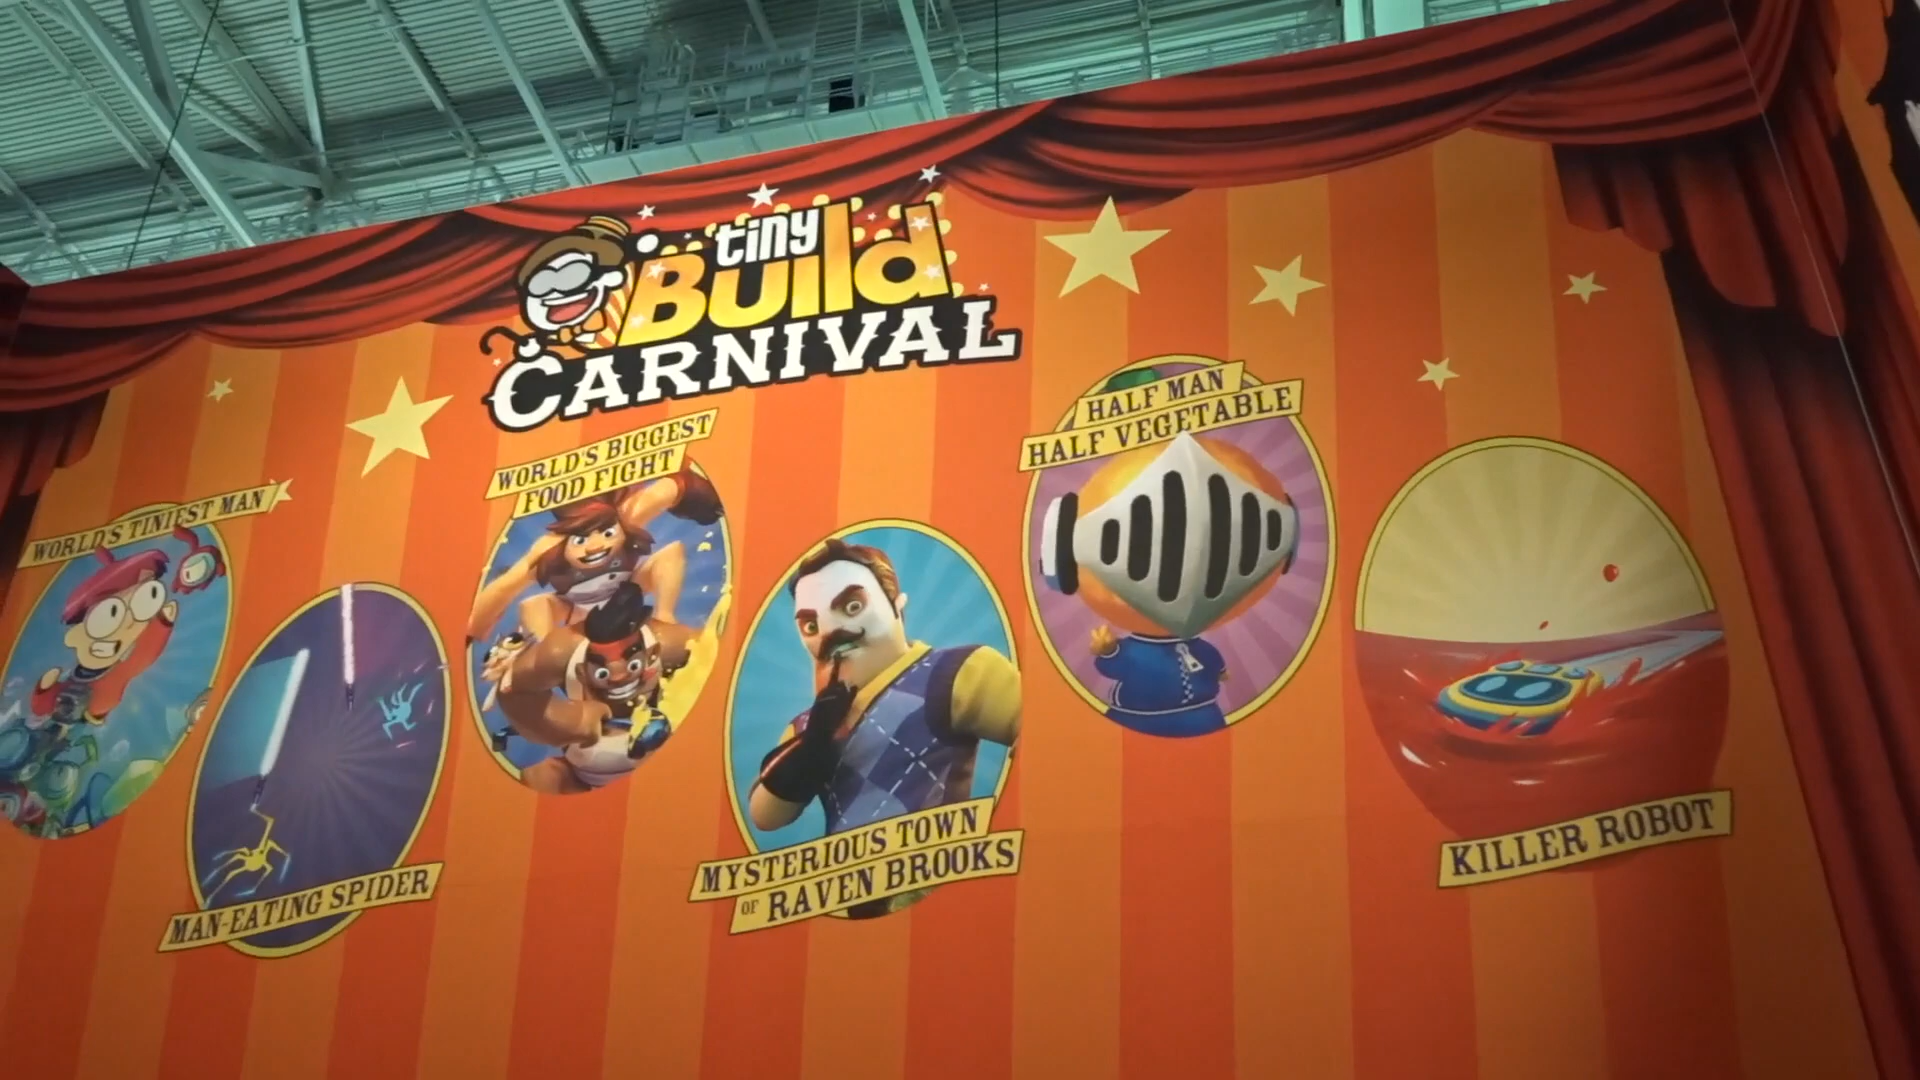 tiny
Build
CARNIVAL
WORLD'S TINIEST MAN
MAN-EATING SPIDER
WORLD'S BIGGEST
FOOD FIGHT
MYSTERIOUS TOWN
OF RAVEN BROOKS
HALF MAN
HALF VEGETABLE
KILLER ROBOT